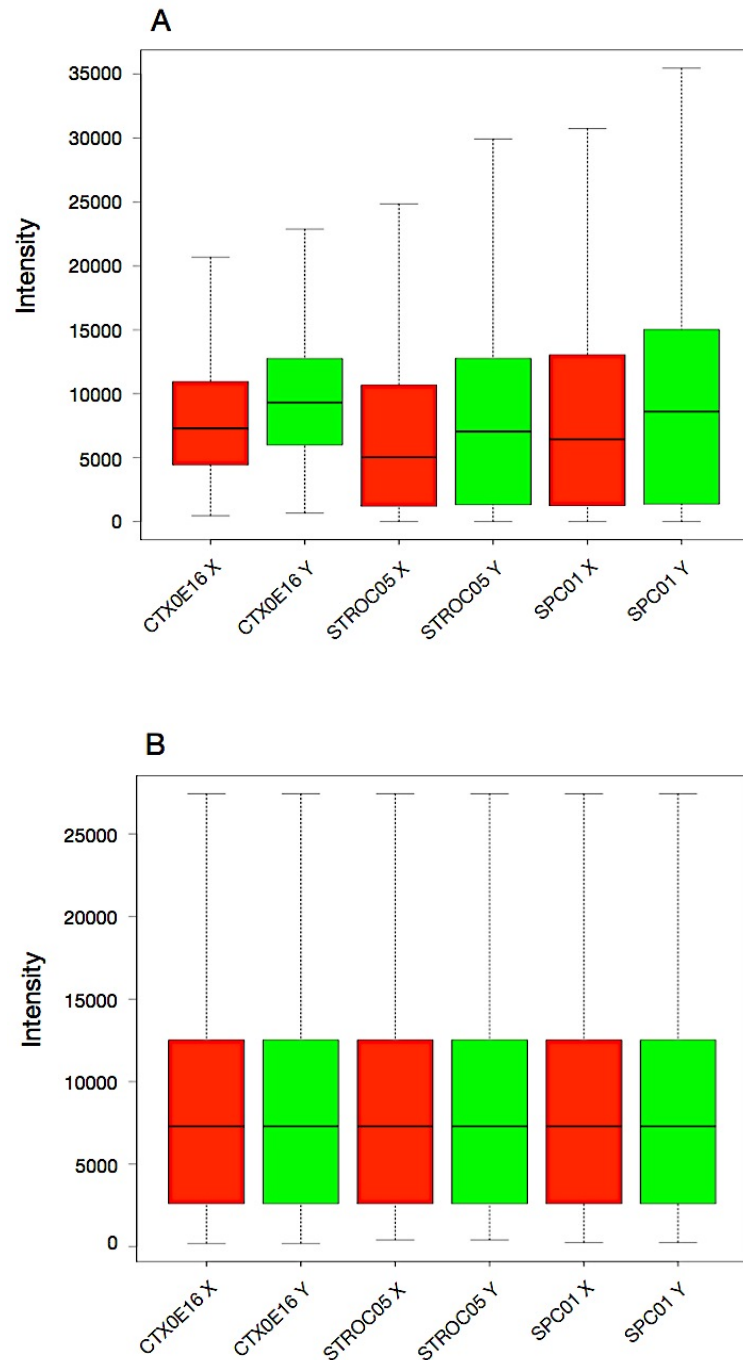 A
35000
30000
25000
20000
15000
10000
5000
0
Intensity
CTX0E16 X
CTX0E16 Y
STROC05 X
STROC05 Y
SPC01 X
SPC01 Y
B
25000
20000
15000
10000
5000
0
Intensity
CTX0E16 X
CTX0E16 Y
STROC05 X
STROC05 Y
SPC01 X
SPC01 Y